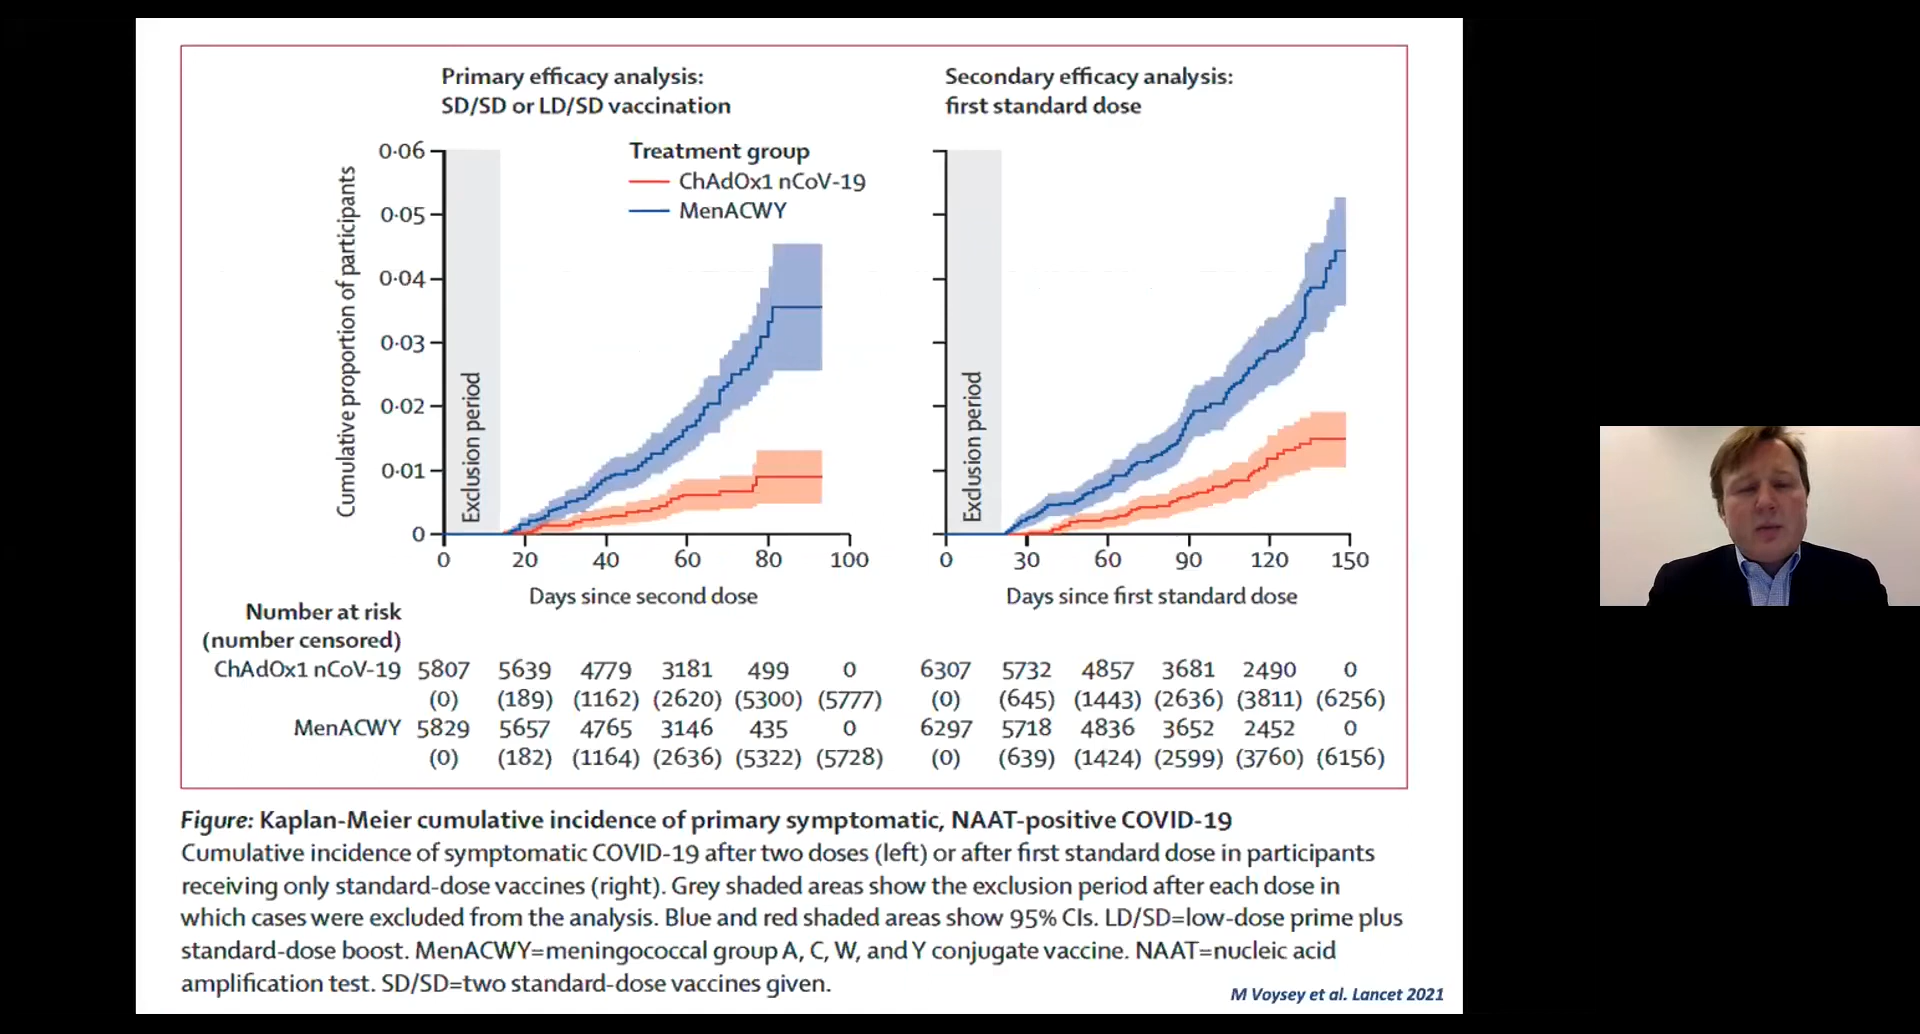 Primary efficacy analysis:
SD/SD or LD/SD vaccination
Secondary efficacy analysis:
first standard dose
Treatment group
ChAdOx1 nCoV-19
MenACWY
Cumulative proportion of participants
0·06
0·05
0·04
0·03
0·02
0·01
0
Exclusion period
Exclusion period
0 20 40 60 80 100
0 30 60 90 120 150
Days since second dose
Days since first standard dose
Number at risk
(number censored)
ChAdOx1 nCoV-19 5807 5639 4779 3181 499 0 6307 5732 4857 3681 2490 0
(0) (189) (1162) (2620) (5300) (5777) (0) (645) (1443) (2636) (3811) (6256)
MenACWY 5829 5657 4765 3146 435 0 6297 5718 4836 3652 2452 0
(0) (182) (1164) (2636) (5322) (5728) (0) (639) (1424) (2599) (3760) (6156)
Figure: Kaplan-Meier cumulative incidence of primary symptomatic, NAAT-positive COVID-19
Cumulative incidence of symptomatic COVID-19 after two doses (left) or after first standard dose in participants
receiving only standard-dose vaccines (right). Grey shaded areas show the exclusion period after each dose in
which cases were excluded from the analysis. Blue and red shaded areas show 95% CIs. LD/SD=low-dose prime plus
standard-dose boost. MenACWY=meningococcal group A, C, W, and Y conjugate vaccine. NAAT=nucleic acid
amplification test. SD/SD=two standard-dose vaccines given.
M Voysey et al. Lancet 2021